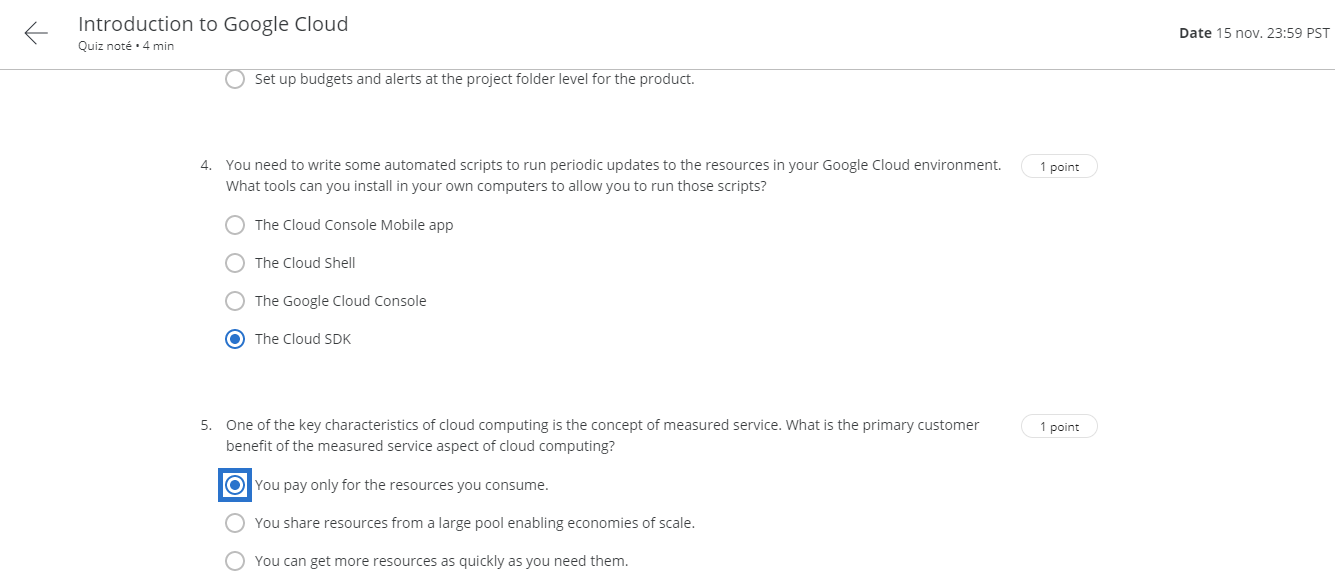 Introduction to Google Cloud
Quiz noté • 4 min
Date 15 nov. 23:59 PST
Set up budgets and alerts at the project folder level for the product.
4. You need to write some automated scripts to run periodic updates to the resources in your Google Cloud environment.
1 point
What tools can you install in your own computers to allow you to run those scripts?
The Cloud Console Mobile app
The Cloud Shell
The Google Cloud Console
The Cloud SDK
5. One of the key characteristics of cloud computing is the concept of measured service. What is the primary customer
1 point
benefit of the measured service aspect of cloud computing?
You pay only for the resources you consume.
You share resources from a large pool enabling economies of scale.
You can get more resources as quickly as you need them.